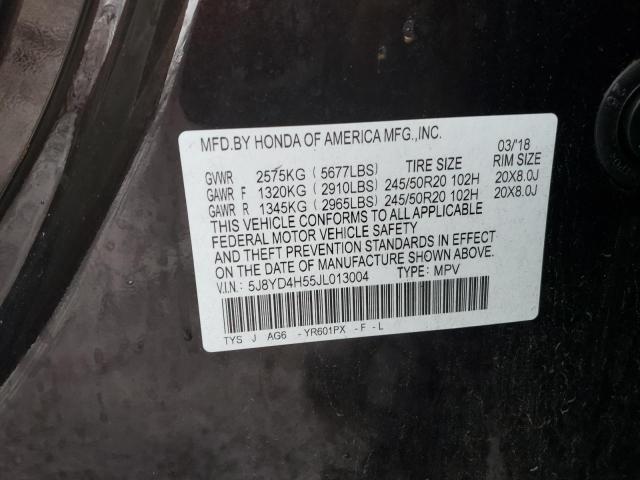 MFD.BY HONDA OF AMERICA MFG.,INC.
03/'18
GVWR 2575KG (5677LBS) TIRE SIZE RIM SIZE
GAWR F 1320KG (2910LBS) 245/50R20 102H 20X8.0J
GAWR R 1345KG (2965LBS) 245/50R20 102H 20X8.0J
THIS VEHICLE CONFORMS TO ALL APPLICABLE
FEDERAL MOTOR VEHICLE SAFETY
AND THEFT PREVENTION STANDARDS IN EFFECT
ON THE DATE OF MANUFACTURE SHOWN ABOVE.
V.I.N.: 5J8YD4H55JL013004 TYPE: MPV
TYS J AG6 -YR601PX -F -L